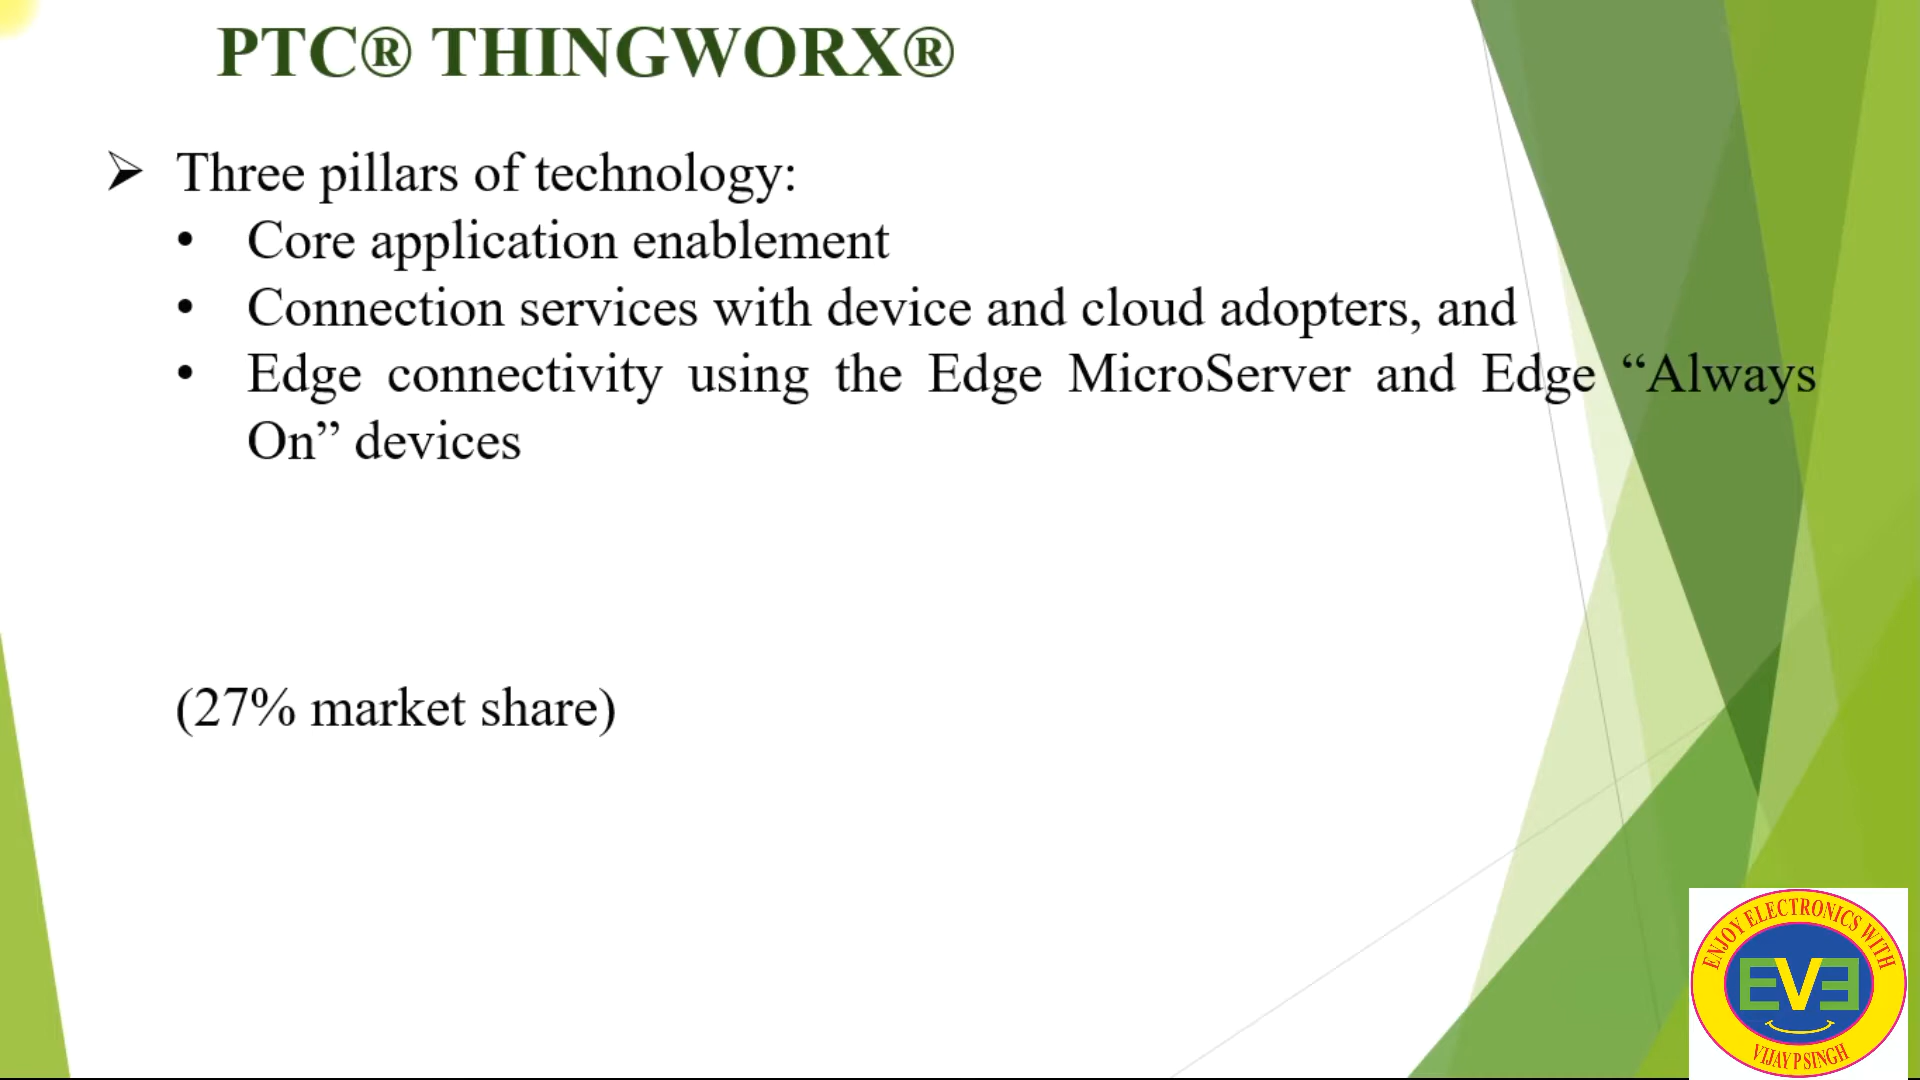 PTC® THINGWORX®
➢ Three pillars of technology:
• Core application enablement
• Connection services with device and cloud adopters, and
• Edge connectivity using the Edge MicroServer and Edge “Always
On” devices
(27% market share)
ENJOY ELECTRONICS WITH
EVE
VIJAY P SINGH